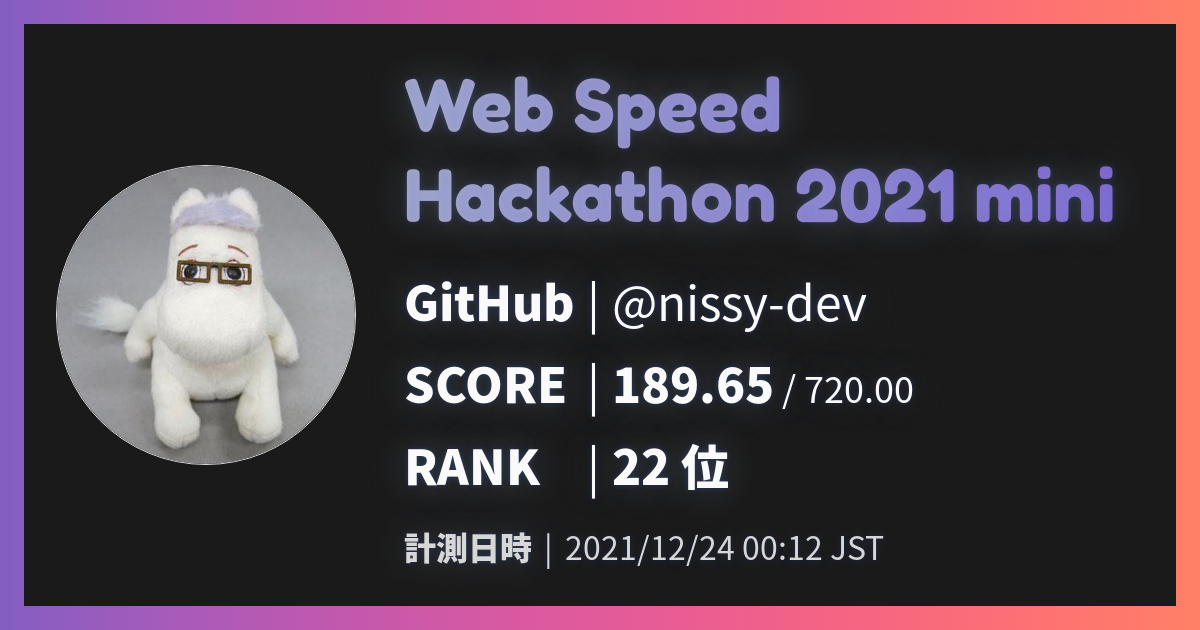 Web Speed
Hackathon 2021 mini
GitHub | @nissy-dev
SCORE | 189.65 / 720.00
RANK | 22 位
計測日時 | 2021/12/24 00:12 JST